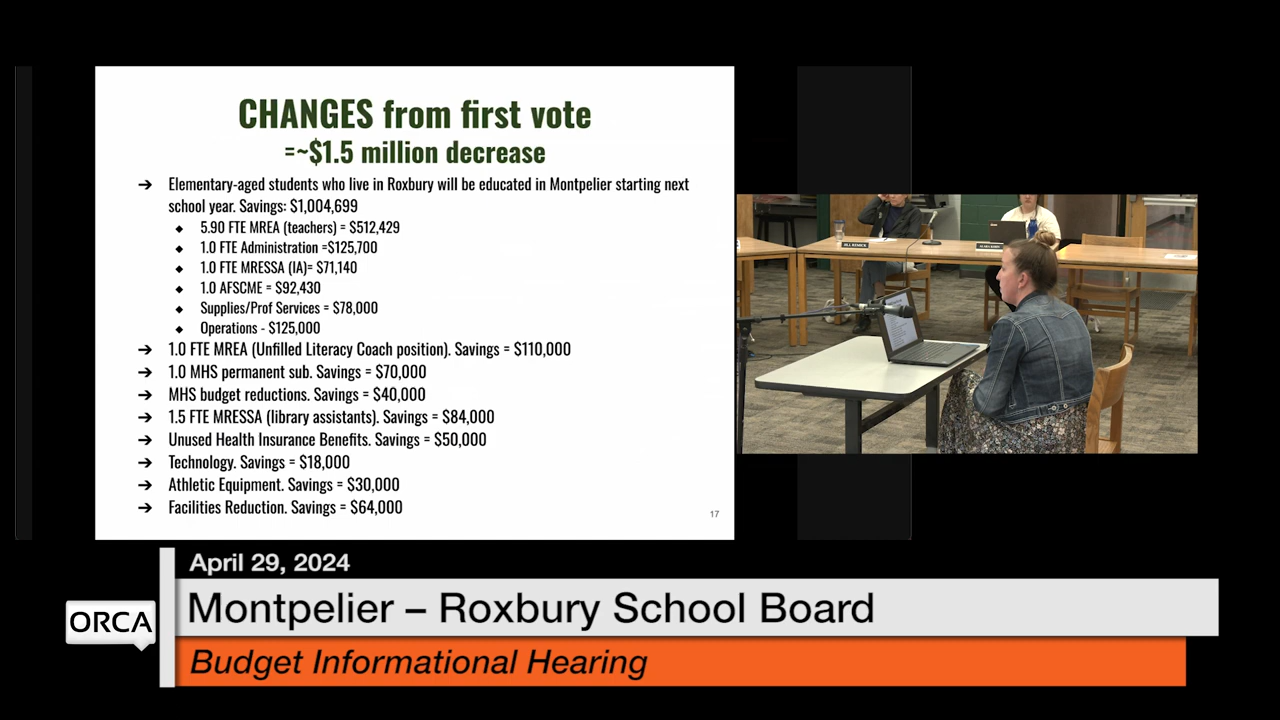 CHANGES from first vote
=~$1.5 million decrease
➔ Elementary-aged students who live in Roxbury will be educated in Montpelier starting next
school year. Savings: $1,004,699
◆ 5.90 FTE MREA (teachers) = $512,429
◆ 1.0 FTE Administration =$125,700
◆ 1.0 FTE MRESSA (IA)= $71,140
◆ 1.0 AFSCME = $92,430
◆ Supplies/Prof Services = $78,000
◆ Operations - $125,000
➔ 1.0 FTE MREA (Unfilled Literacy Coach position). Savings = $110,000
➔ 1.0 MHS permanent sub. Savings = $70,000
➔ MHS budget reductions. Savings = $40,000
➔ 1.5 FTE MRESSA (library assistants). Savings = $84,000
➔ Unused Health Insurance Benefits. Savings = $50,000
➔ Technology. Savings = $18,000
➔ Athletic Equipment. Savings = $30,000
➔ Facilities Reduction. Savings = $64,000
17
April 29, 2024
ORCA
Montpelier – Roxbury School Board
Budget Informational Hearing